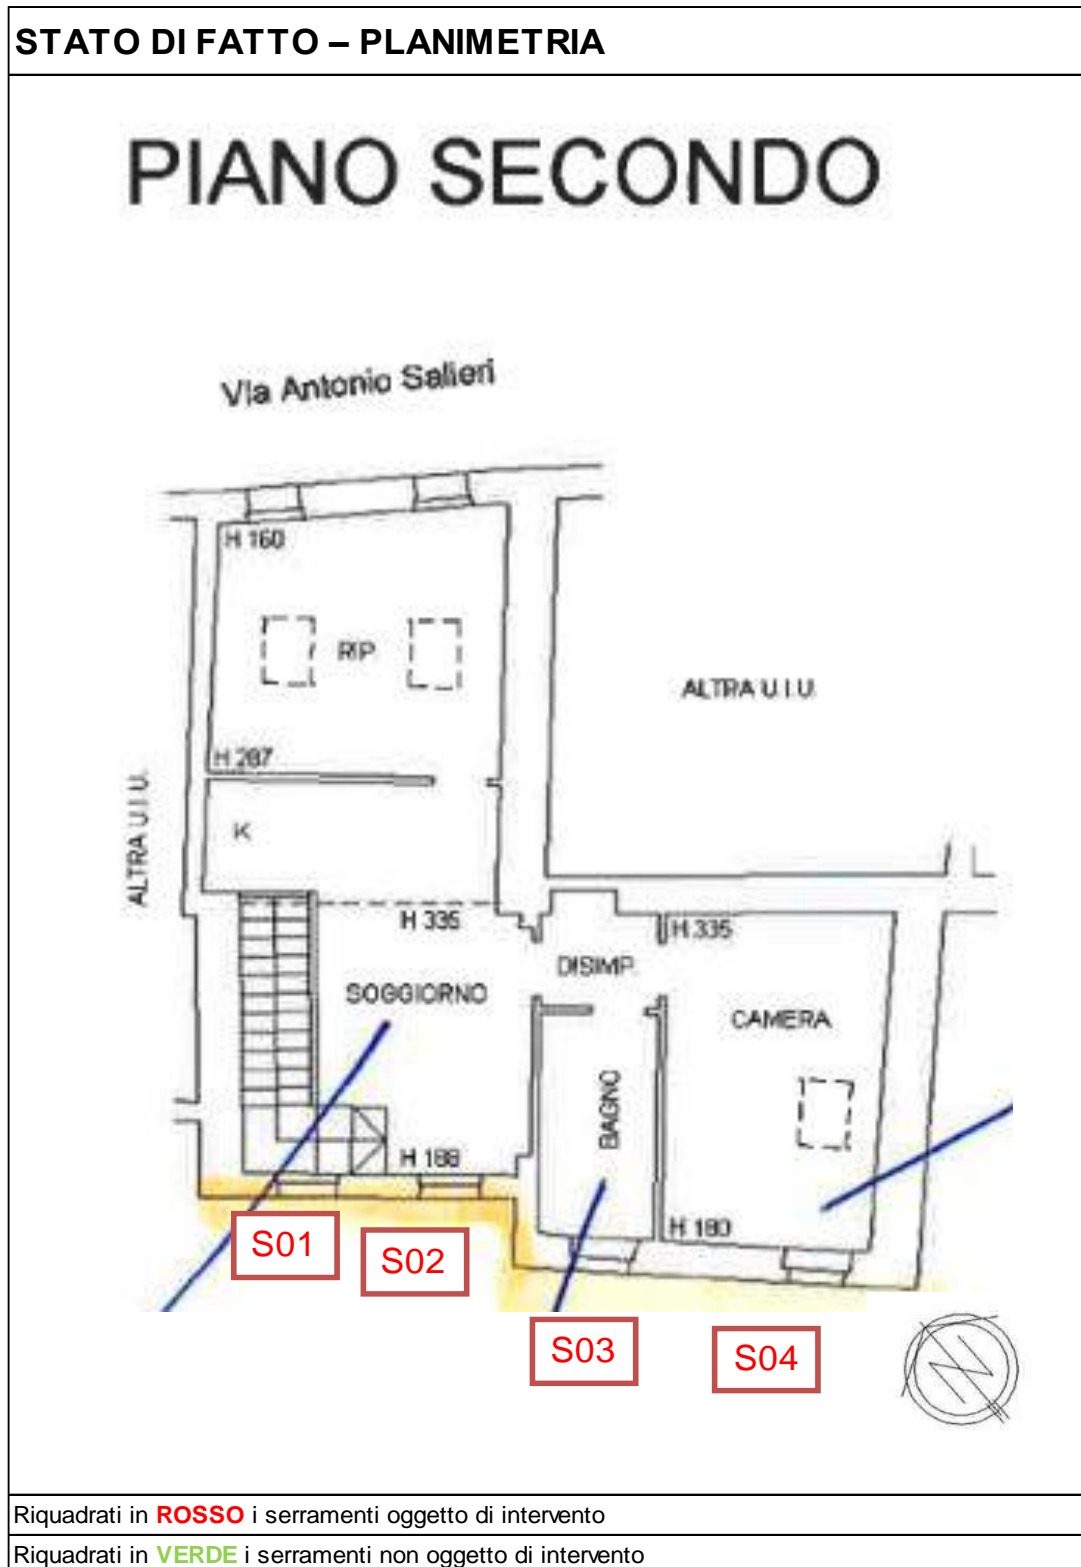 STATO DI FATTO – PLANIMETRIA
PIANO SECONDO
Via Antonio Salieri
H 160
RIP.
ALTRA U.I.U.
H 287
ALTRA U.I.U.
K
H 335
H 335
DISIMP.
SOGGIORNO
CAMERA
BAGNO
H 188
H 180
S01
S02
S03
S04
Riquadrati in ROSSO i serramenti oggetto di intervento
Riquadrati in VERDE i serramenti non oggetto di intervento